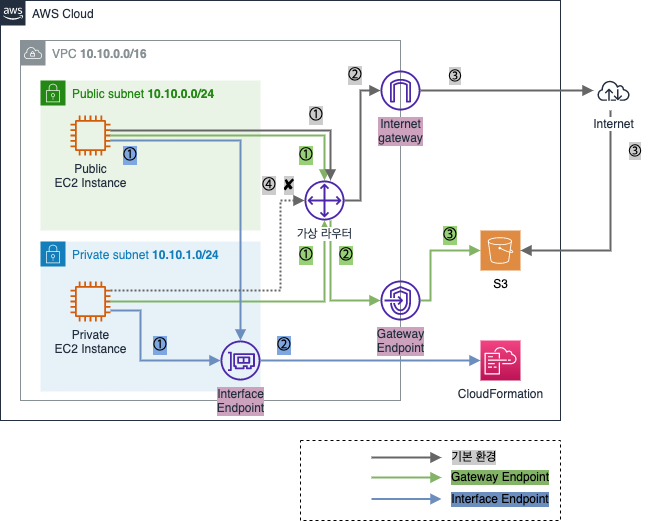 aws
AWS Cloud
VPC 10.10.0.0/16
Public subnet 10.10.0.0/24
②
③
①
Internet
gateway
Internet
③
①
①
Public
EC2 Instance
④ ✘
가상 라우터
①
②
③
Private subnet 10.10.1.0/24
S3
Private
EC2 Instance
Gateway
Endpoint
①
②
Interface
Endpoint
CloudFormation
기본 환경
Gateway Endpoint
Interface Endpoint